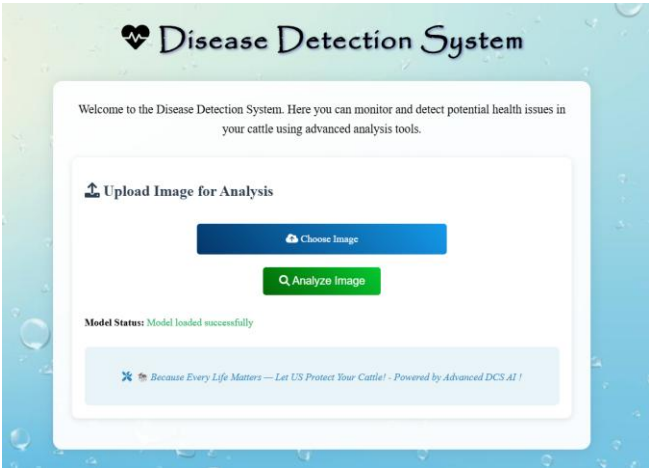 Disease Detection System
Welcome to the Disease Detection System. Here you can monitor and detect potential health issues in
your cattle using advanced analysis tools.
Upload Image for Analysis
Choose Image
Analyze Image
Model Status: Model loaded successfully
Because Every Life Matters — Let US Protect Your Cattle! - Powered by Advanced DCS AI !